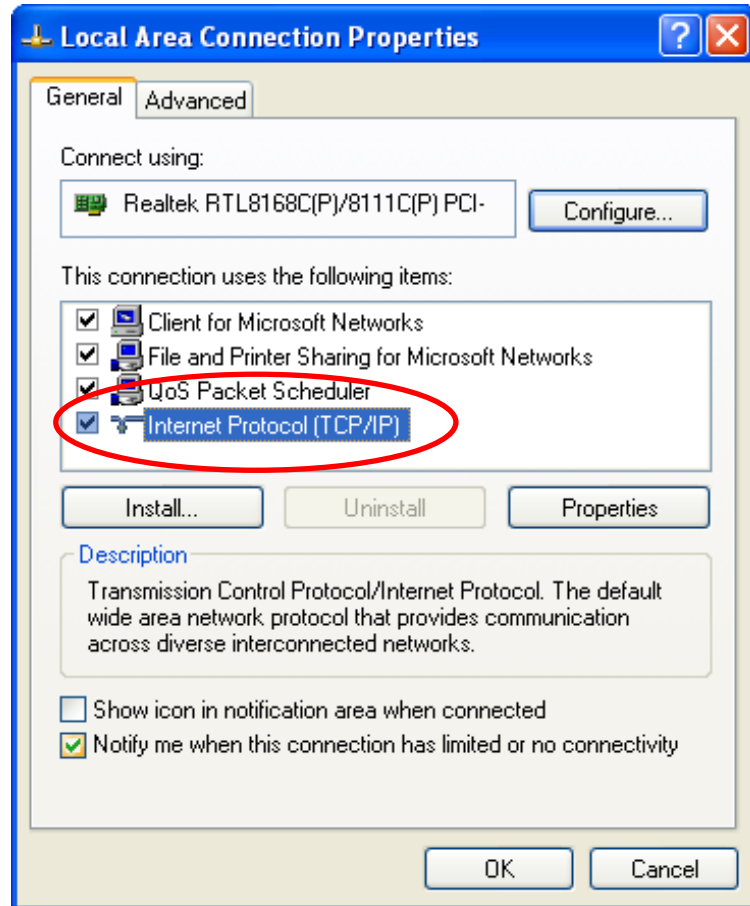 Local Area Connection Properties
General Advanced
Connect using:
Realtek RTL8168C(P)/8111C(P) PCI-
Configure...
This connection uses the following items:
Client for Microsoft Networks
File and Printer Sharing for Microsoft Networks
QoS Packet Scheduler
Internet Protocol (TCP/IP)
Install... Uninstall Properties
Description
Transmission Control Protocol/Internet Protocol. The default
wide area network protocol that provides communication
across diverse interconnected networks.
Show icon in notification area when connected
Notify me when this connection has limited or no connectivity
OK Cancel